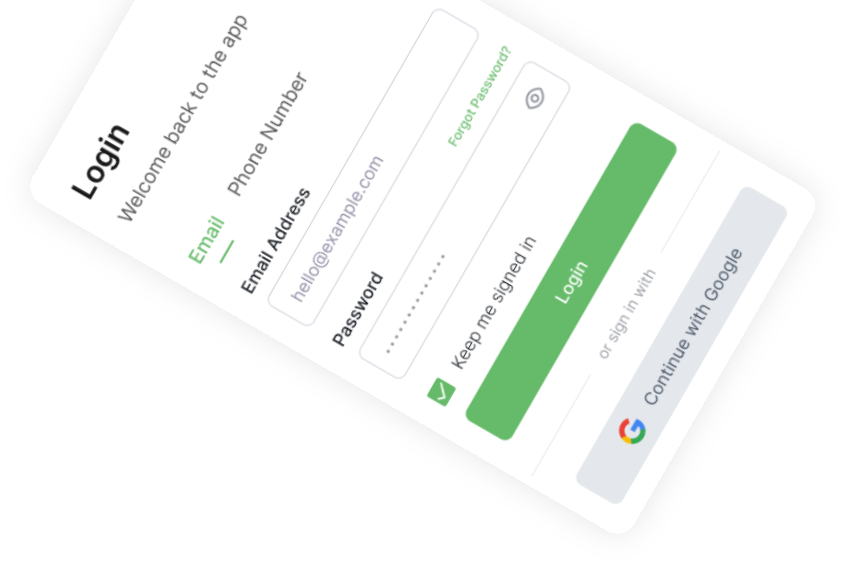 Login
Welcome back to the app
Email Phone Number
Email Address
hello@example.com
Password Forgot Password?
Keep me signed in
Login
or sign in with
Continue with Google